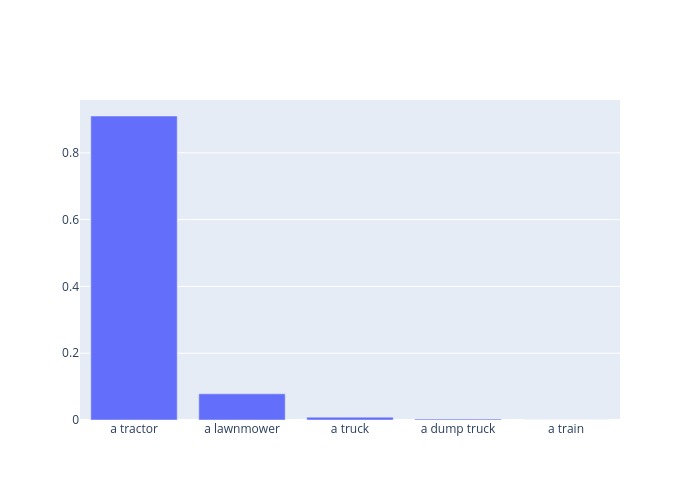 0.8
0.6
0.4
0.2
0
a tractor
a lawnmower
a truck
a dump truck
a train